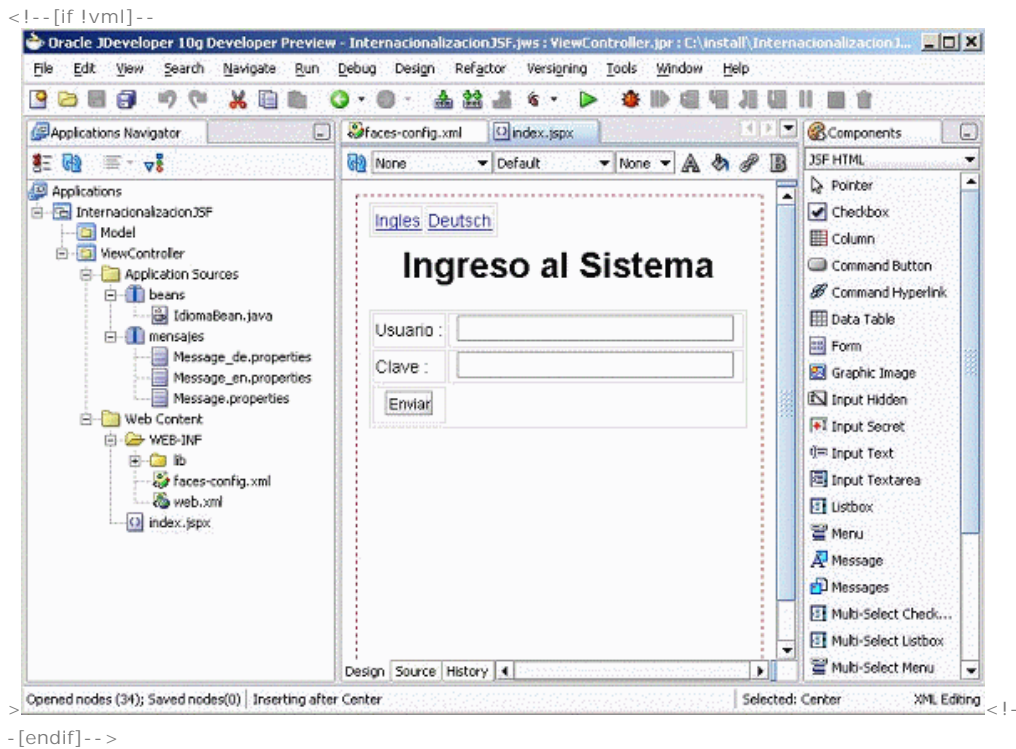 <!--[if !vml]--
Oracle JDeveloper 10g Developer Preview - InternacionalizacionJSF.jws : ViewController.jpr : C:\install\InternacionalizacionJ...
File Edit View Search Navigate Run Debug Design Refactor Versioning Tools Window Help
Applications Navigator
faces-config.xml
index.jspx
Components
None
Default
None
A
B
JSF HTML
Applications
InternacionalizacionJSF
Model
ViewController
Application Sources
beans
IdiomaBean.java
mensajes
Message_de.properties
Message_en.properties
Message.properties
Web Content
WEB-INF
lib
faces-config.xml
web.xml
index.jspx
Ingles Deutsch
Ingreso al Sistema
Usuario :
Clave :
Enviar
Pointer
Checkbox
Column
Command Button
Command Hyperlink
Data Table
Form
Graphic Image
Input Hidden
Input Secret
Input Text
Input Textarea
Listbox
Menu
Message
Messages
Multi-Select Check...
Multi-Select Listbox
Multi-Select Menu
Design Source History
Opened nodes (34); Saved nodes(0) Inserting after Center
Selected: Center
XML Editing
><!-
-[endif]-->